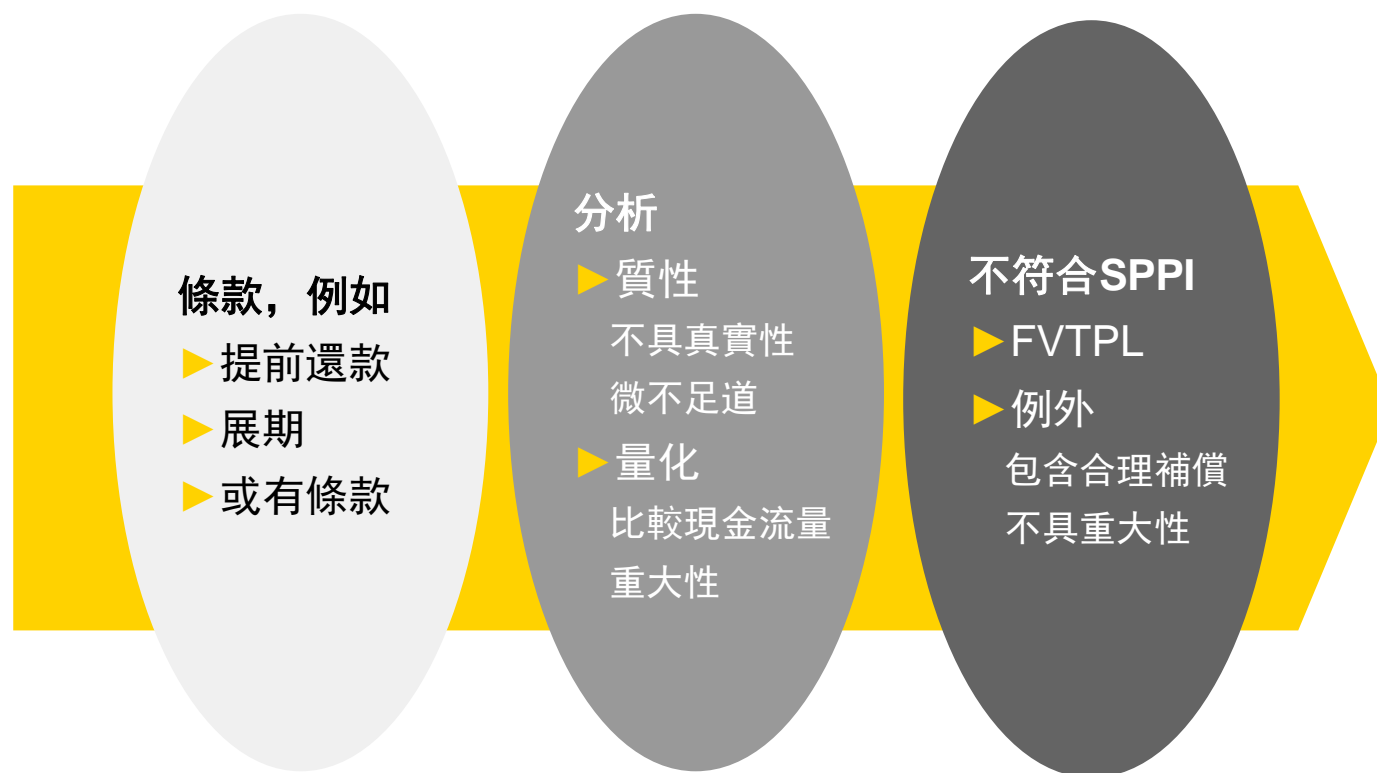 條款，例如
►提前還款
►展期
►或有條款
分析
►質性
不具真實性
微不足道
►量化
比較現金流量
重大性
不符合SPPI
►FVTPL
►例外
包含合理補償
不具重大性